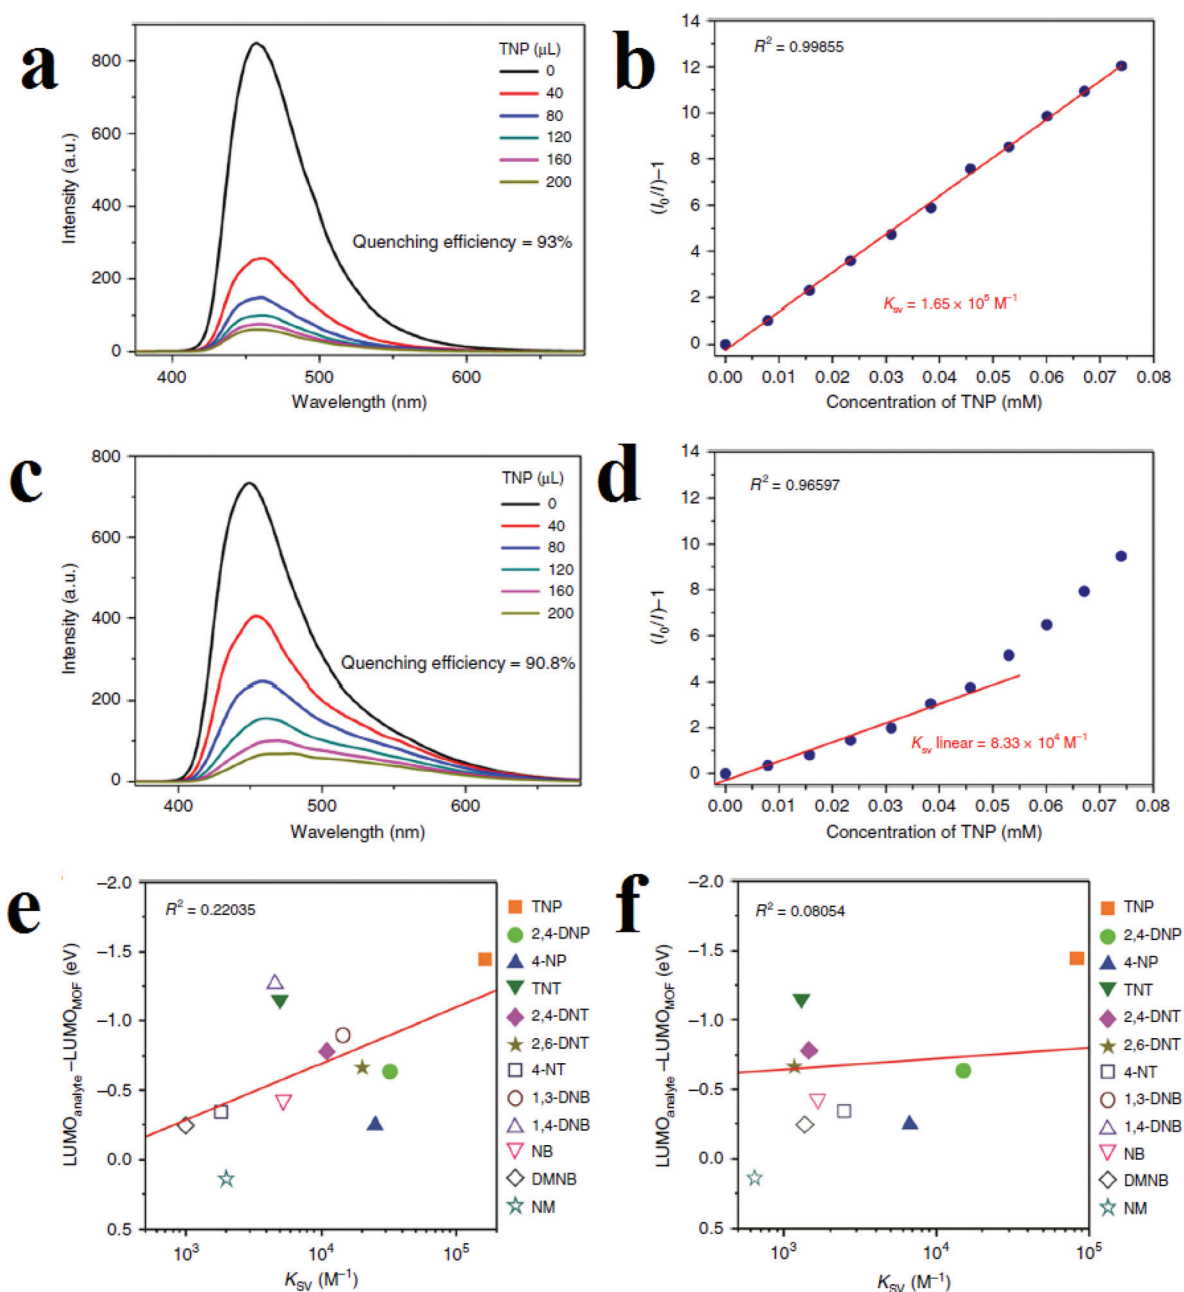 a
TNP (μL)
0
40
80
120
160
200
Quenching efficiency = 93%
800
600
400
200
0
Intensity (a.u.)
400
500
600
Wavelength (nm)
b
R² = 0.99855
Kₛᵥ = 1.65 × 10⁵ M⁻¹
14
12
10
8
6
4
2
0
(I₀/I)–1
0.00
0.01
0.02
0.03
0.04
0.05
0.06
0.07
0.08
Concentration of TNP (mM)
c
TNP (μL)
0
40
80
120
160
200
Quenching efficiency = 90.8%
800
600
400
200
0
Intensity (a.u.)
400
500
600
Wavelength (nm)
d
R² = 0.96597
Kₛᵥ linear = 8.33 × 10⁴ M⁻¹
14
12
10
8
6
4
2
0
(I₀/I)–1
0.00
0.01
0.02
0.03
0.04
0.05
0.06
0.07
0.08
Concentration of TNP (mM)
e
R² = 0.22035
–2.0
–1.5
–1.0
–0.5
0.0
0.5
LUMOanalyte –LUMOMOF (eV)
10³
10⁴
10⁵
KSV (M⁻¹)
TNP
2,4-DNP
4-NP
TNT
2,4-DNT
2,6-DNT
4-NT
1,3-DNB
1,4-DNB
NB
DMNB
NM
f
R² = 0.08054
–2.0
–1.5
–1.0
–0.5
0.0
0.5
LUMOanalyte –LUMOMOF (eV)
10³
10⁴
10⁵
KSV (M⁻¹)
TNP
2,4-DNP
4-NP
TNT
2,4-DNT
2,6-DNT
4-NT
1,3-DNB
1,4-DNB
NB
DMNB
NM